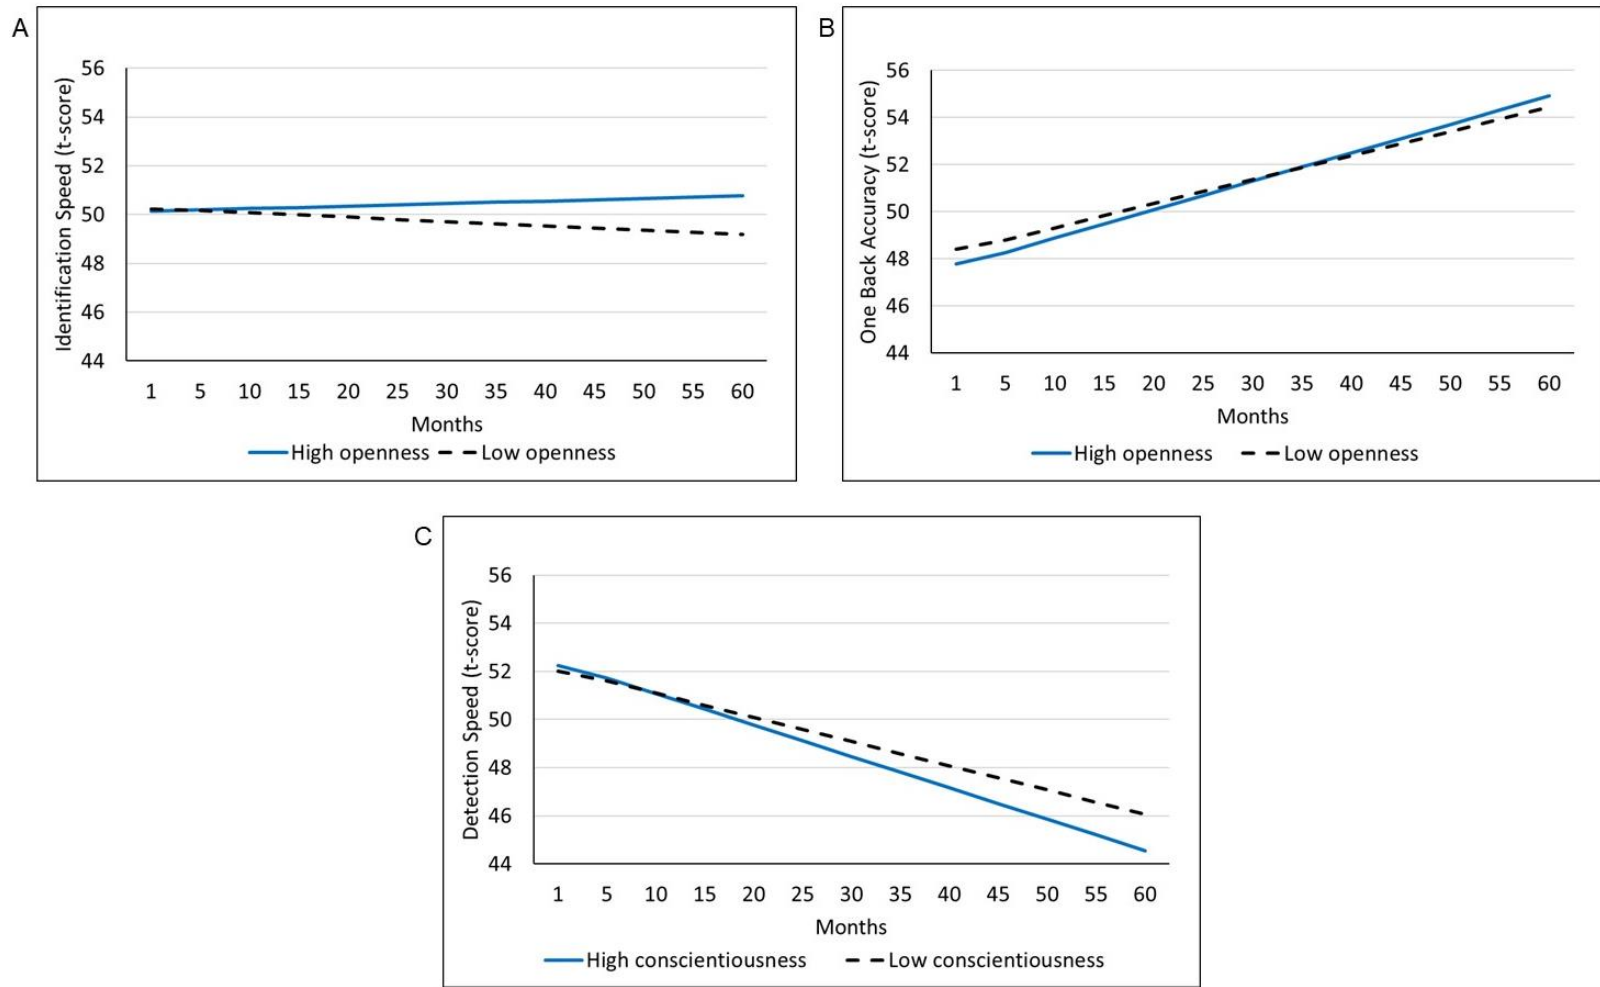 A
Identification Speed (t-score)
56
54
52
50
48
46
44
1 5 10 15 20 25 30 35 40 45 50 55 60
Months
High openness Low openness
B
One Back Accuracy (t-score)
56
54
52
50
48
46
44
1 5 10 15 20 25 30 35 40 45 50 55 60
Months
High openness Low openness
C
Detection Speed (t-score)
56
54
52
50
48
46
44
1 5 10 15 20 25 30 35 40 45 50 55 60
Months
High conscientiousness Low conscientiousness